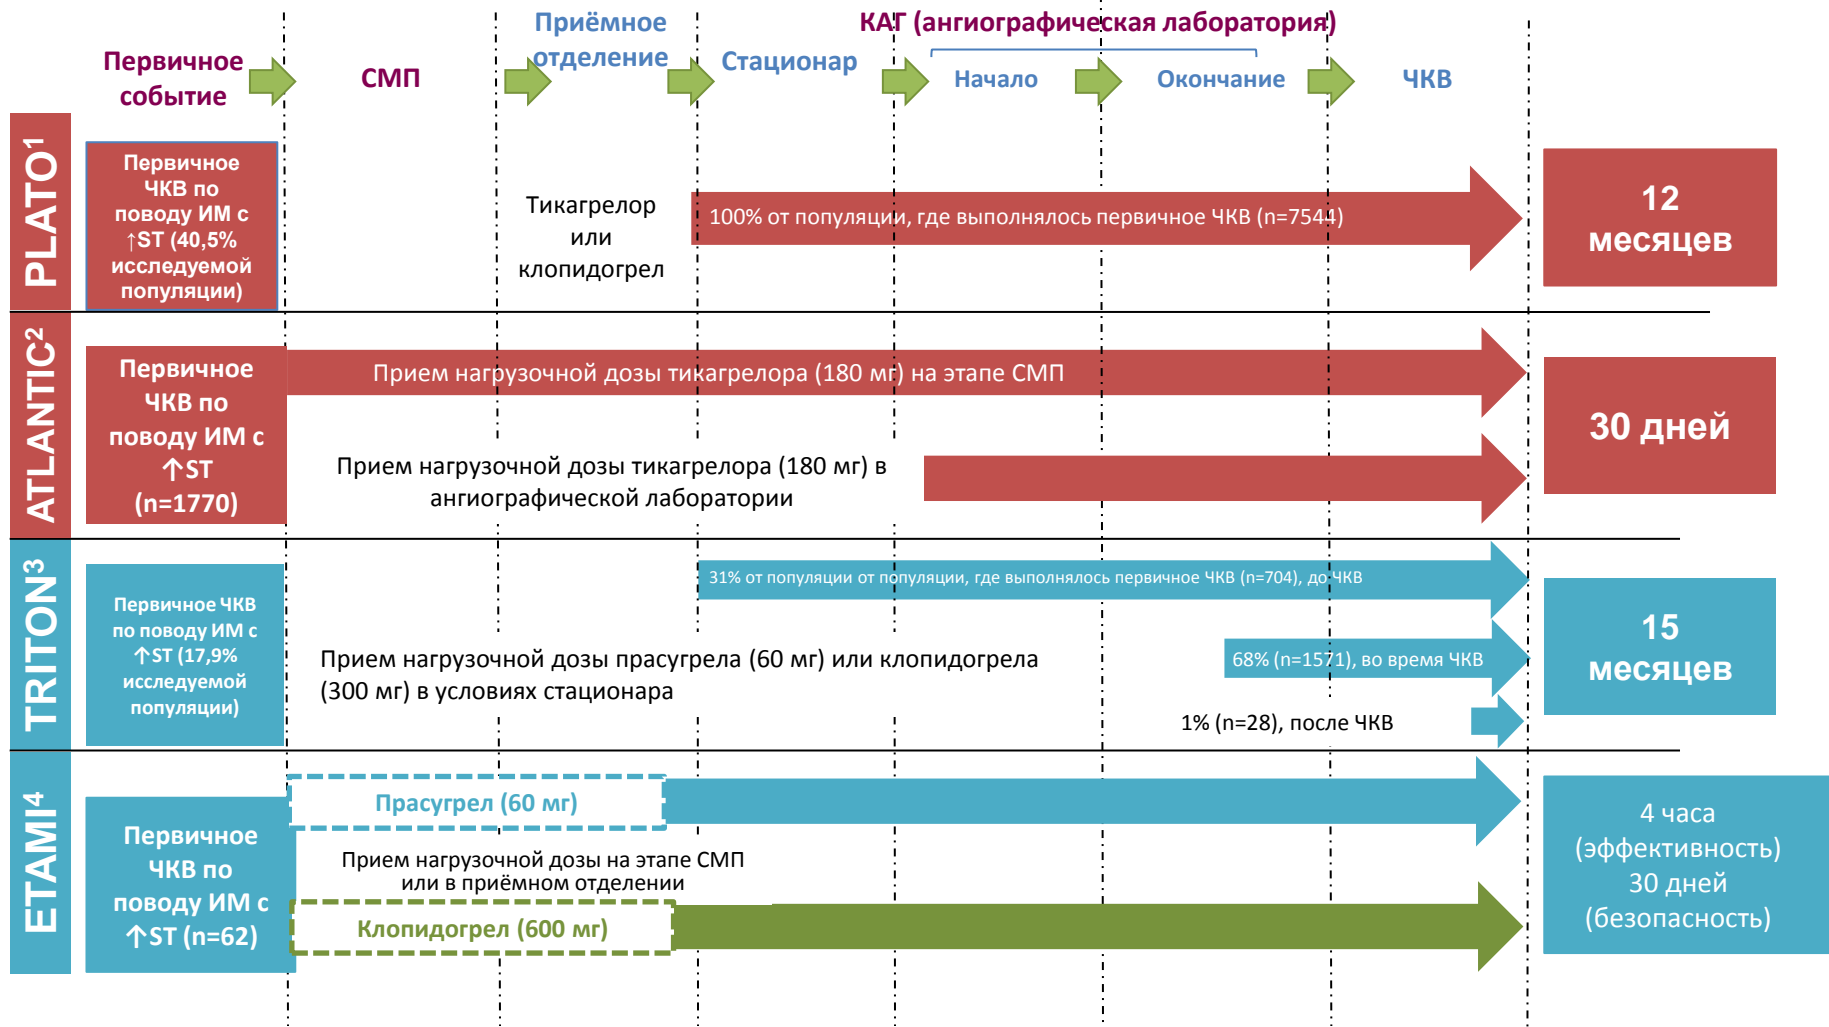 Первичное
событие
СМП
Приёмное
отделение
Стационар
КАГ (ангиографическая лаборатория)
Начало
Окончание
ЧКВ
PLATO¹
Первичное
ЧКВ по
поводу ИМ с
↑ST (40,5%
исследуемой
популяции)
Тикагрелор
или
клопидогрел
100% от популяции, где выполнялось первичное ЧКВ (n=7544)
12
месяцев
ATLANTIC²
Первичное
ЧКВ по
поводу ИМ с
↑ST
(n=1770)
Прием нагрузочной дозы тикагрелора (180 мг) на этапе СМП
Прием нагрузочной дозы тикагрелора (180 мг) в
ангиографической лаборатории
30 дней
TRITON³
Первичное ЧКВ
по поводу ИМ с
↑ST (17,9%
исследуемой
популяции)
31% от популяции от популяции, где выполнялось первичное ЧКВ (n=704), до ЧКВ
Прием нагрузочной дозы прасугрела (60 мг) или клопидогрела
(300 мг) в условиях стационара
68% (n=1571), во время ЧКВ
1% (n=28), после ЧКВ
15
месяцев
ETAMI⁴
Первичное
ЧКВ по
поводу ИМ с
↑ST (n=62)
Прасугрел (60 мг)
Прием нагрузочной дозы на этапе СМП
или в приёмном отделении
Клопидогрел (600 мг)
4 часа
(эффективность)
30 дней
(безопасность)